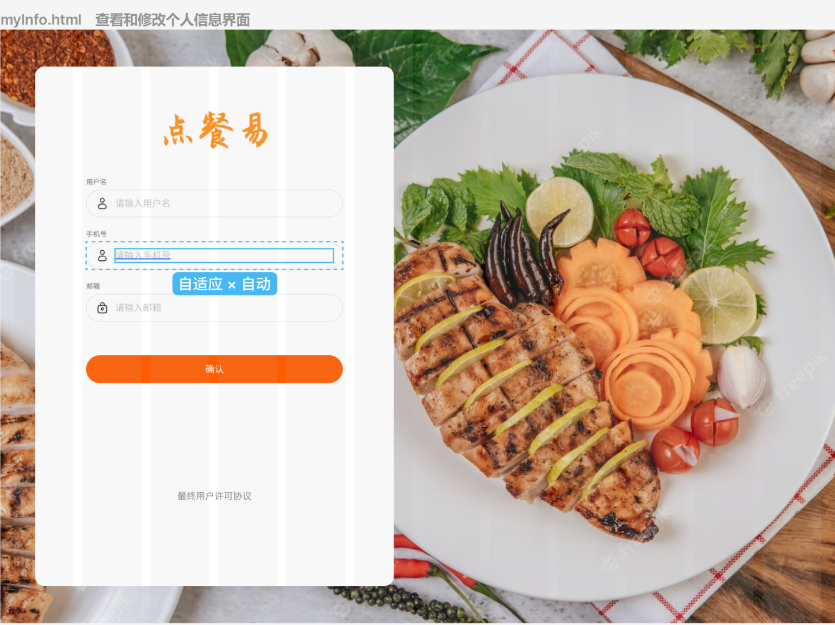 myInfo.html 查看和修改个人信息界面
点餐易
用户名
请输入用户名
手机号
请输入手机号
自适应 × 自动
邮箱
请输入邮箱
确认
最终用户许可协议
freepik
freepik